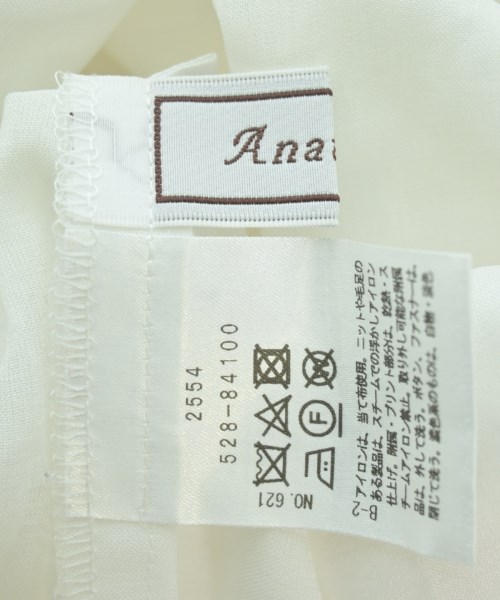 Ana
2554
528-84100
NO. 621
F
B-2 アイロンは、当て布使用。ニットや毛足の
ある製品は、スチームでの浮かしアイロン
仕上げ。附属・プリント部分は、乾熱・ス
チームアイロン禁止。取り外し可能な附属
品は、外して洗う。ボタン、ファスナーは、
閉じて洗う。濃色系のものは、白物・淡色